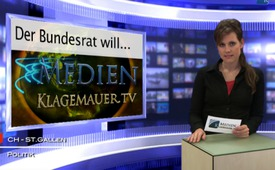 Der Bundesrat will...
MEDIEN
KLAGEMAUER.TV
CH - ST.GALLEN
POLITIK